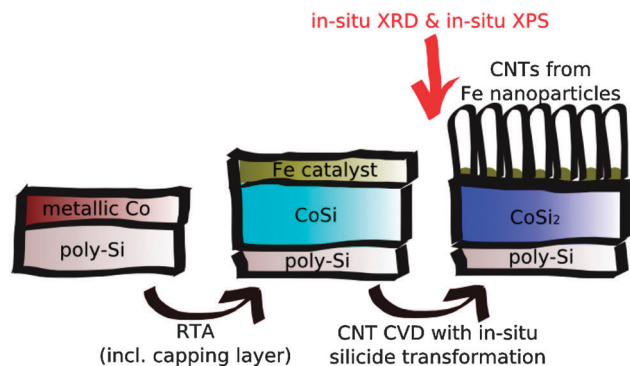 in-situ XRD & in-situ XPS
CNTs from
Fe nanoparticles
Fe catalyst
metallic Co
CoSi
CoSi₂
poly-Si
poly-Si
poly-Si
RTA
(incl. capping layer)
CNT CVD with in-situ
silicide transformation